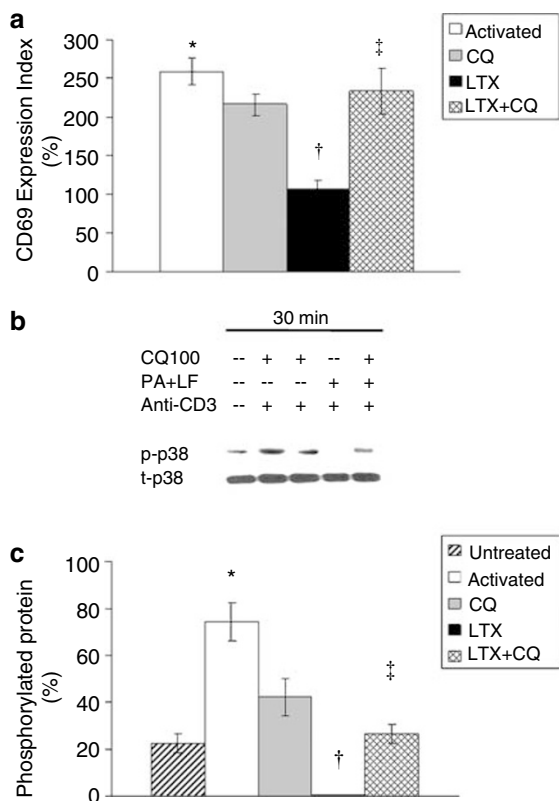 a
CD69 Expression Index
(%)
300
250
200
150
100
50
0
*
†
‡
Activated
CQ
LTX
LTX+CQ
b
30 min
CQ100 -- + + -- +
PA+LF -- -- -- + +
Anti-CD3 -- + + + +
p-p38
t-p38
c
Phosphorylated protein
(%)
100
80
60
40
20
0
*
†
‡
Untreated
Activated
CQ
LTX
LTX+CQ